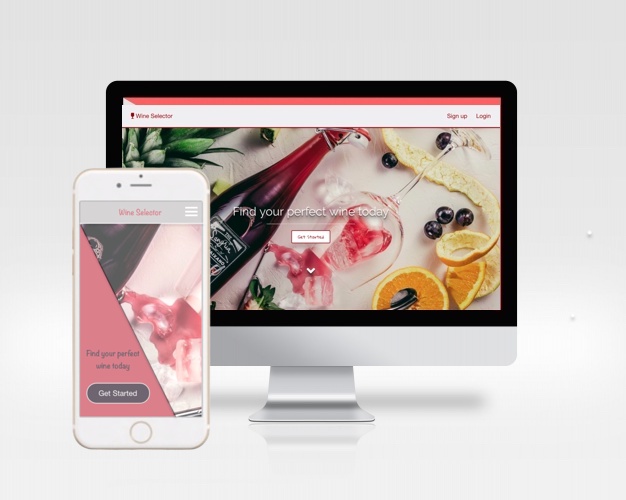 Wine Selector
Sign up
Login
Find your perfect wine today
Get Started
Wine Selector
Find your perfect
wine today
Get Started